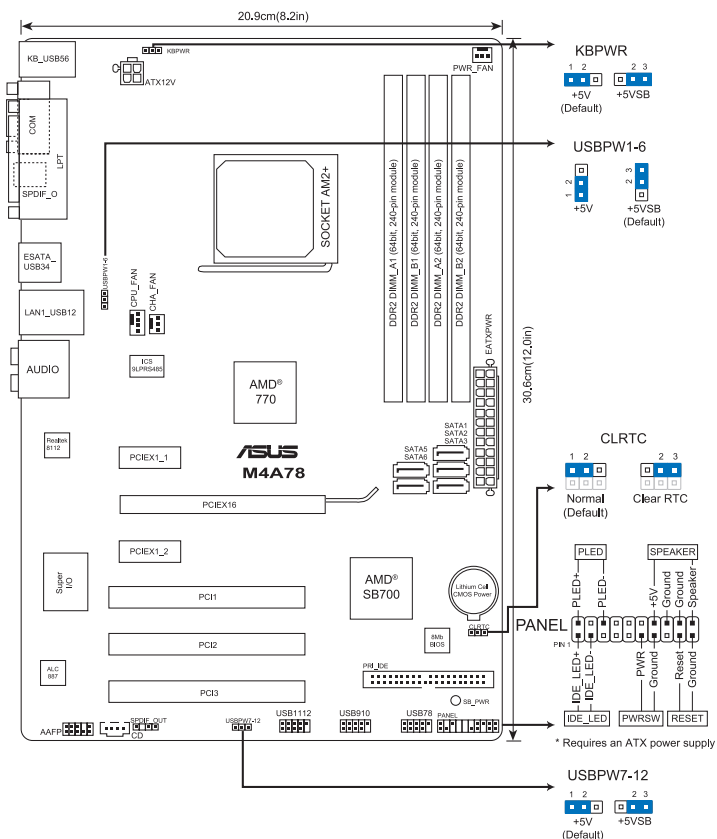 20.9cm(8.2in)
KB_USB56
KBPWR
ATX12V
PWR_FAN
COM
LPT
SPDIF_O
SOCKET AM2+
DDR2 DIMM_A1 (64bit, 240-pin module)
DDR2 DIMM_B1 (64bit, 240-pin module)
DDR2 DIMM_A2 (64bit, 240-pin module)
DDR2 DIMM_B2 (64bit, 240-pin module)
30.6cm(12.0in)
ESATA_
USB34
USBPW1-6
CPU_FAN
CHA_FAN
LAN1_USB12
EATXPWR
AUDIO
ICS
9LPRS485
AMD®
770
Realtek
8112
PCIEX1_1
ASUS
M4A78
SATA1
SATA2
SATA3
SATA5
SATA6
PCIEX16
PCIEX1_2
Super
I/O
AMD®
SB700
Lithium Cell
CMOS Power
PCI1
CLRTC
8Mb
BIOS
PCI2
ALC
887
PRI_IDE
PCI3
SB_PWR
AAFP
CD
SPDIF_OUT
USBPW7-12
USB1112
USB910
USB78
PANEL
KBPWR
1 2
2 3
+5V
(Default)
+5VSB
USBPW1-6
2
1
3
2
+5V
+5VSB
(Default)
CLRTC
1 2
2 3
Normal
(Default)
Clear RTC
PLED
SPEAKER
PLED+
PLED-
+5V
Ground
Ground
Speaker
PANEL
PIN 1
IDE_LED+
IDE_LED-
PWR
Ground
Reset
Ground
IDE_LED
PWRSW
RESET
* Requires an ATX power supply
USBPW7-12
1 2
2 3
+5V
(Default)
+5VSB